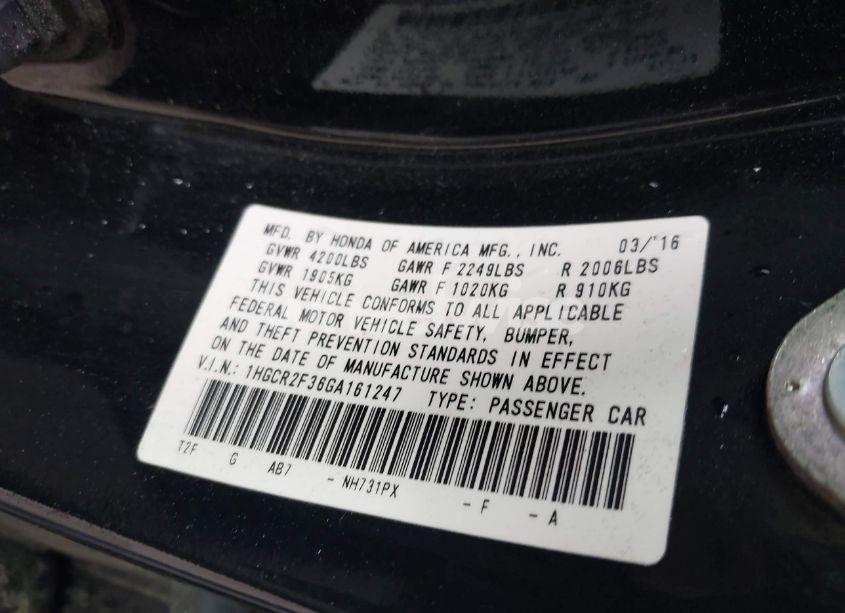 MFD. BY HONDA OF AMERICA MFG., INC. 03/'16
GVWR 4200LBS GAWR F 2249LBS R 2006LBS
GVWR 1905KG GAWR F 1020KG R 910KG
THIS VEHICLE CONFORMS TO ALL APPLICABLE
FEDERAL MOTOR VEHICLE SAFETY, BUMPER,
AND THEFT PREVENTION STANDARDS IN EFFECT
ON THE DATE OF MANUFACTURE SHOWN ABOVE.
V.I.N.: 1HGCR2F36GA161247 TYPE: PASSENGER CAR
T2F G AB7 - NH731PX - F - A